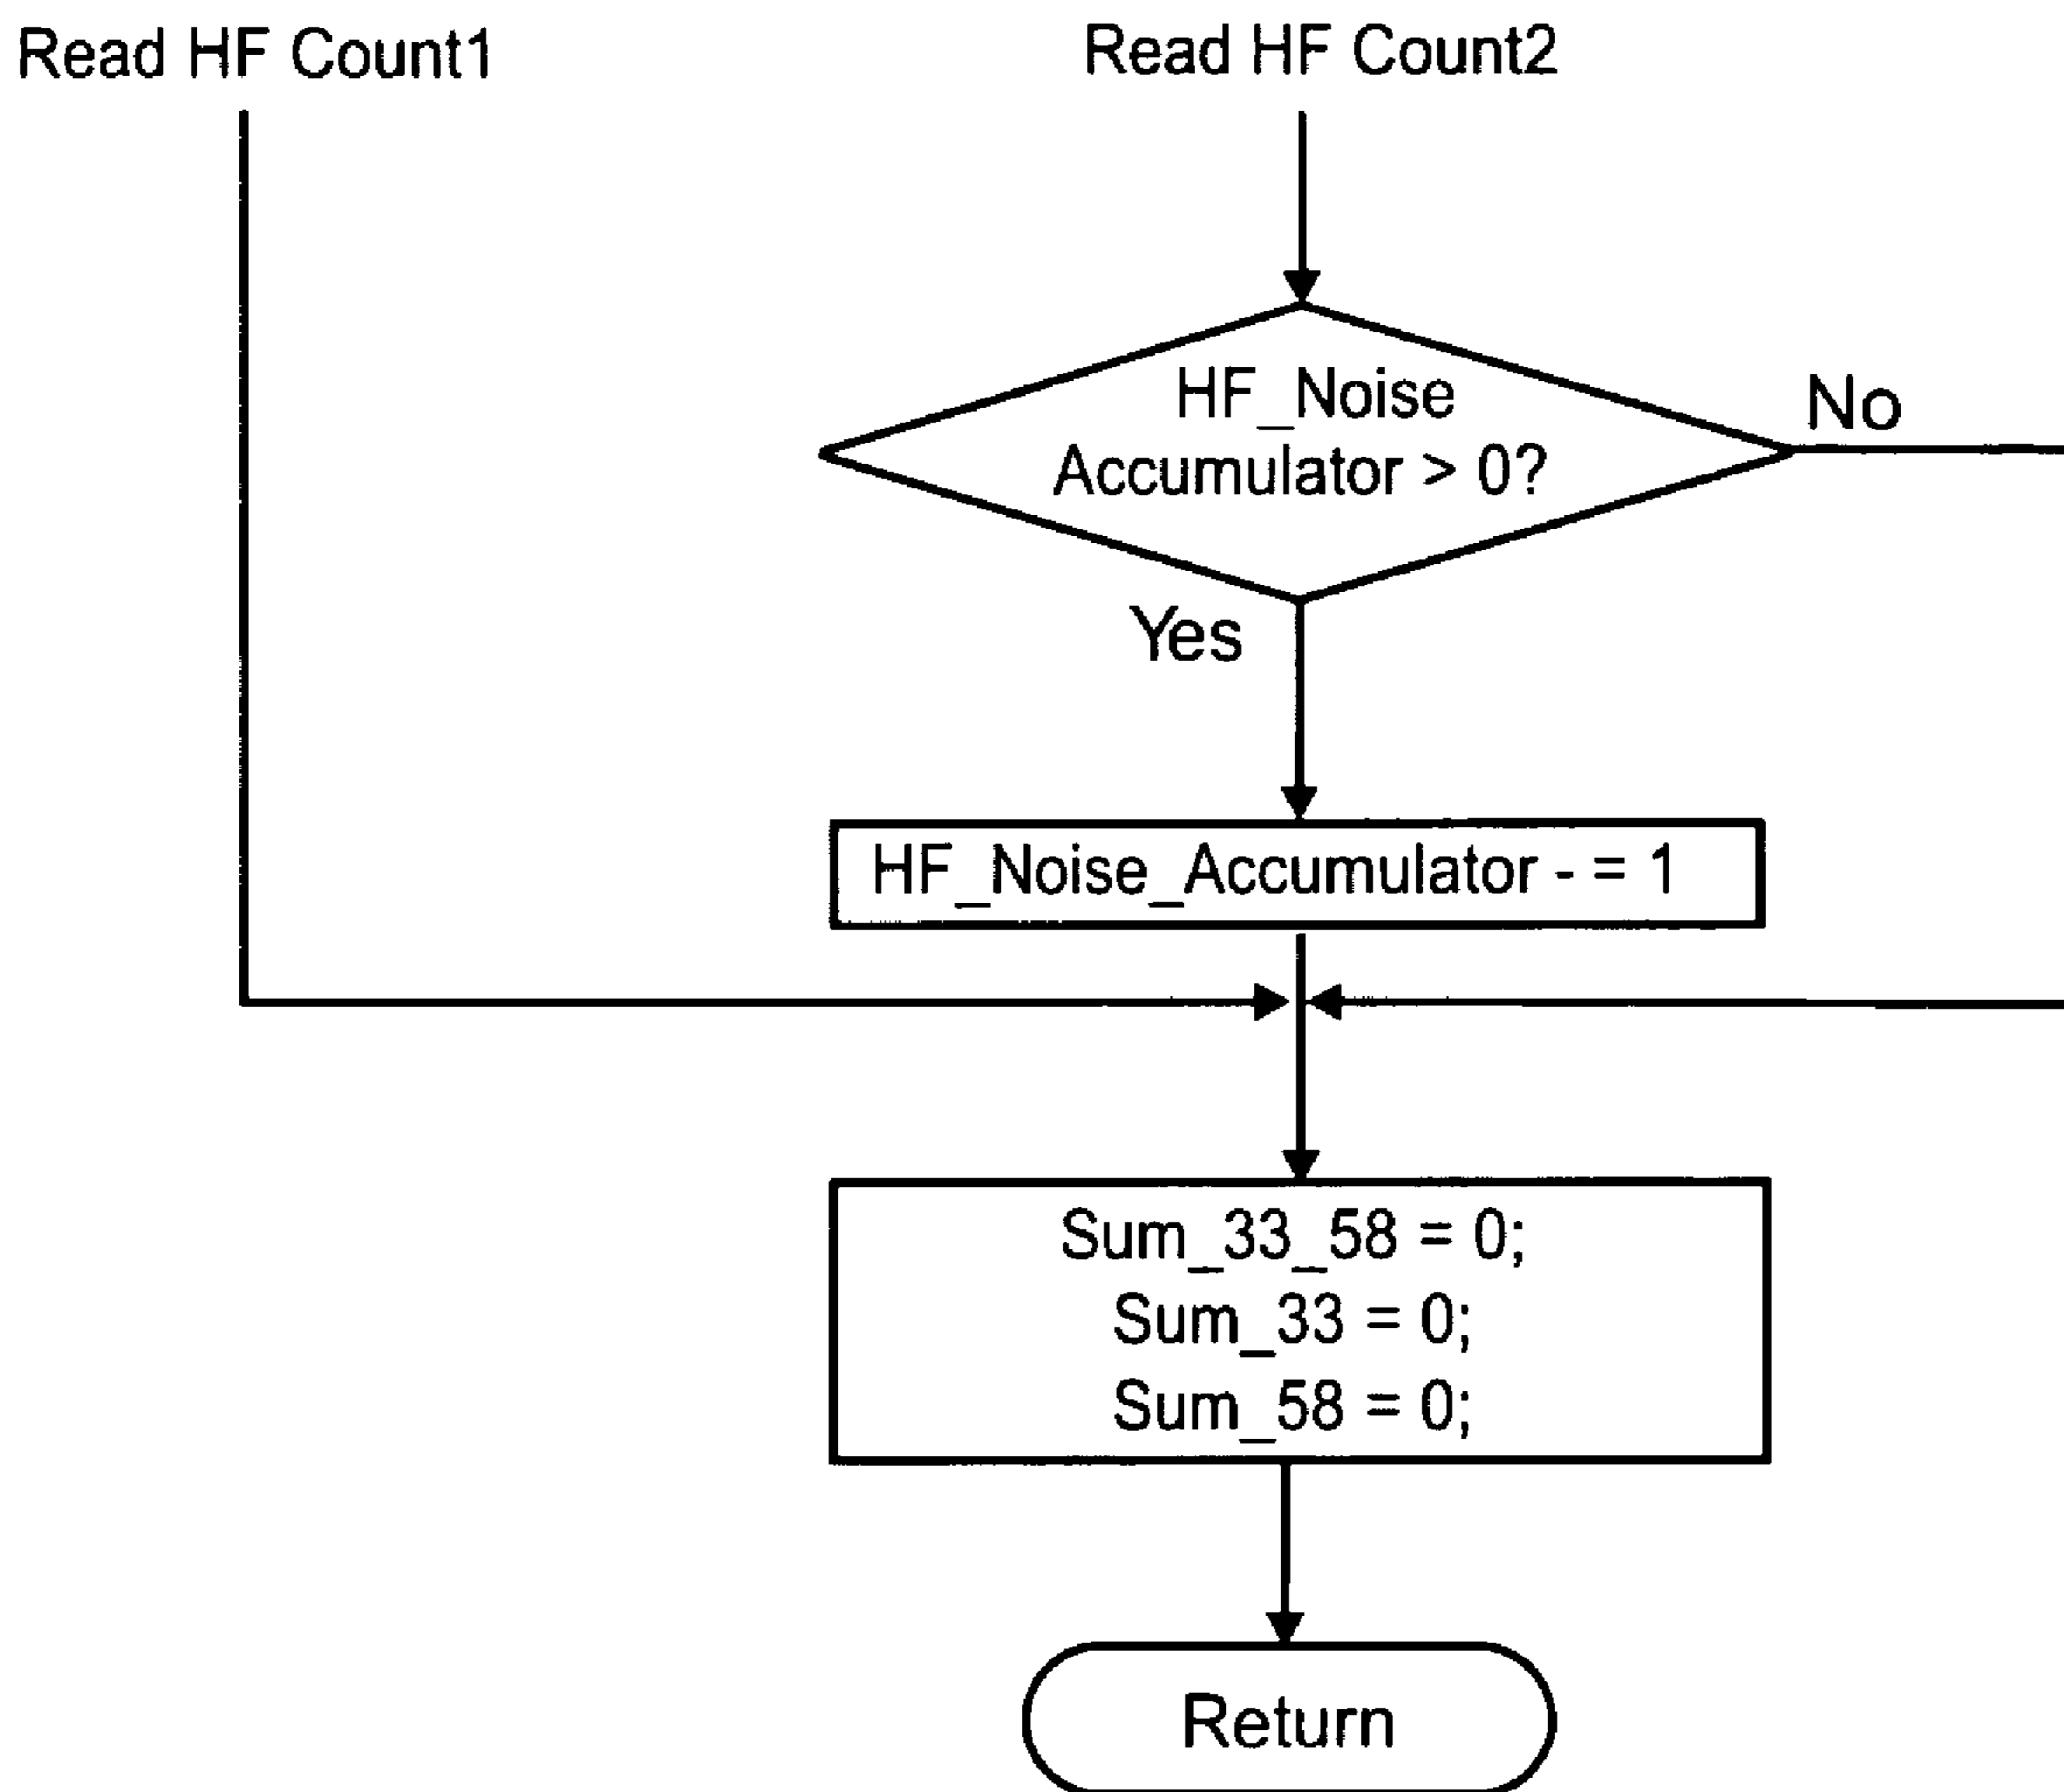 Read HF Count1
Read HF Count2
HF_Noise
Accumulator > 0?
No
Yes
HF_Noise_Accumulator - = 1
Sum_33_58 = 0;
Sum_33 = 0;
Sum_58 = 0;
Return